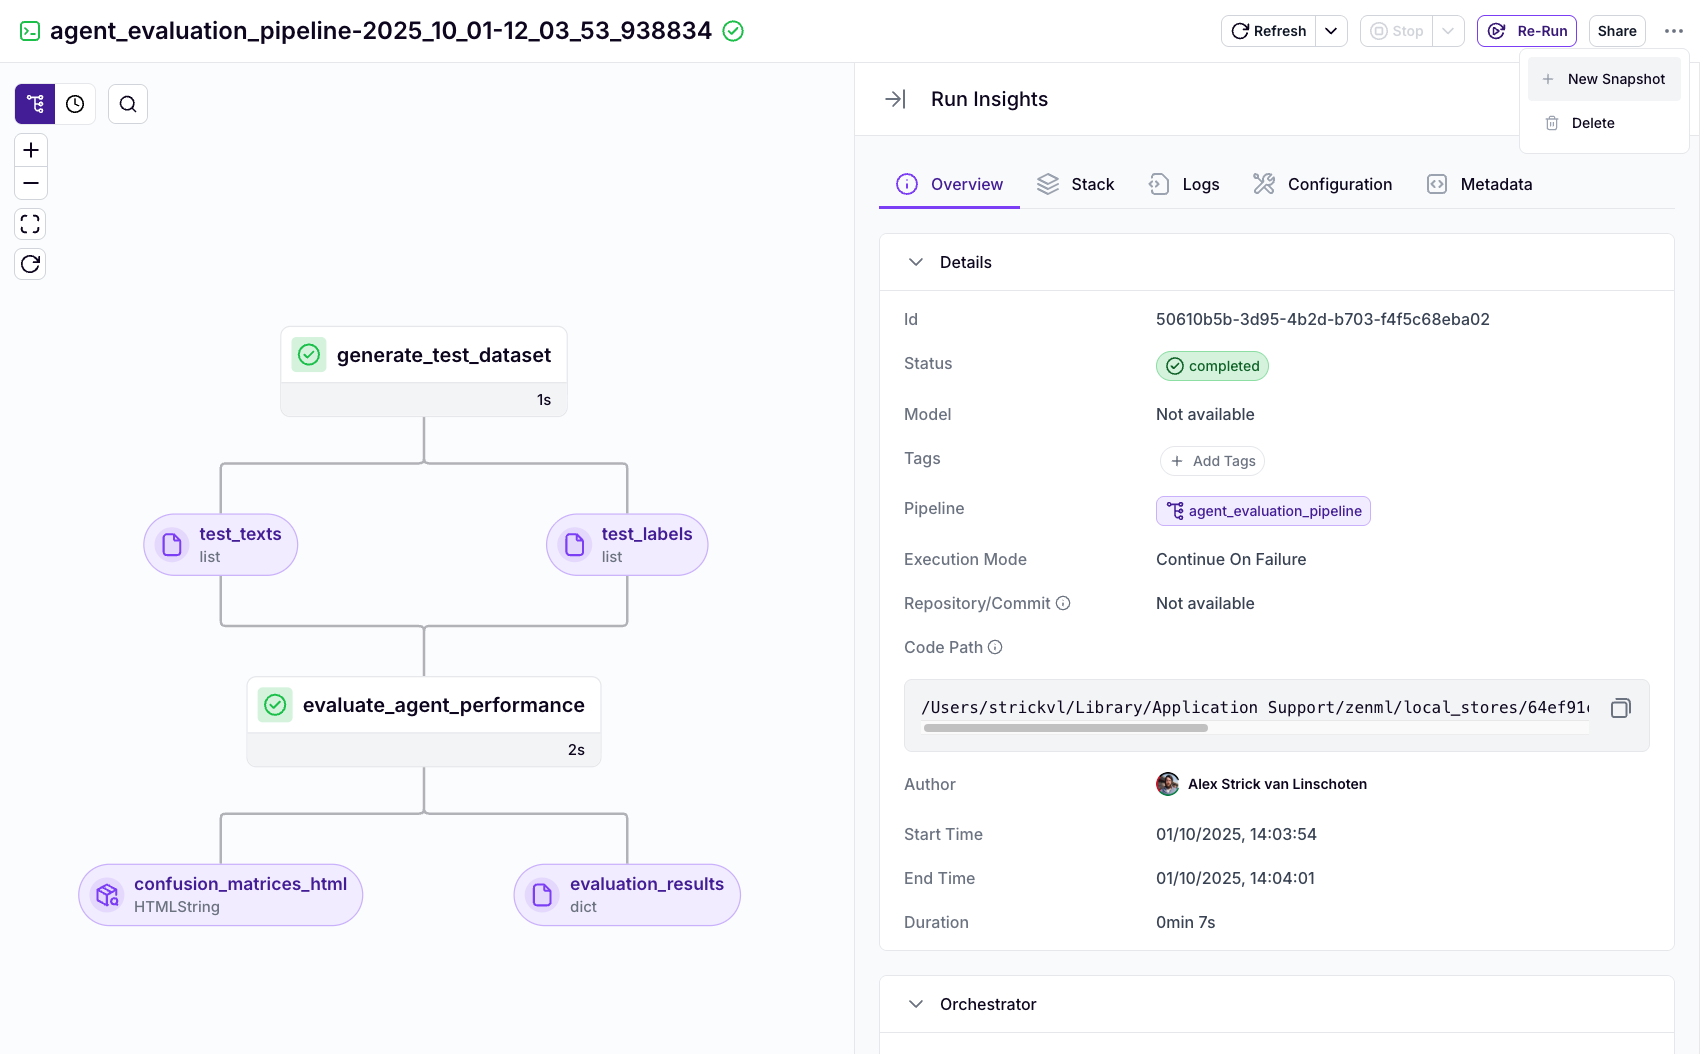 agent_evaluation_pipeline-2025_10_01-12_03_53_938834
Refresh
Stop
Re-Run
Share
New Snapshot
Delete
Run Insights
Overview
Stack
Logs
Configuration
Metadata
Details
Id
50610b5b-3d95-4b2d-b703-f4f5c68eba02
Status
completed
Model
Not available
Tags
Add Tags
Pipeline
agent_evaluation_pipeline
Execution Mode
Continue On Failure
Repository/Commit
Not available
Code Path
/Users/strickvl/Library/Application Support/zenml/local_stores/64ef91
Author
Alex Strick van Linschoten
Start Time
01/10/2025, 14:03:54
End Time
01/10/2025, 14:04:01
Duration
0min 7s
Orchestrator
generate_test_dataset
1s
test_texts
list
test_labels
list
evaluate_agent_performance
2s
confusion_matrices_html
HTMLString
evaluation_results
dict